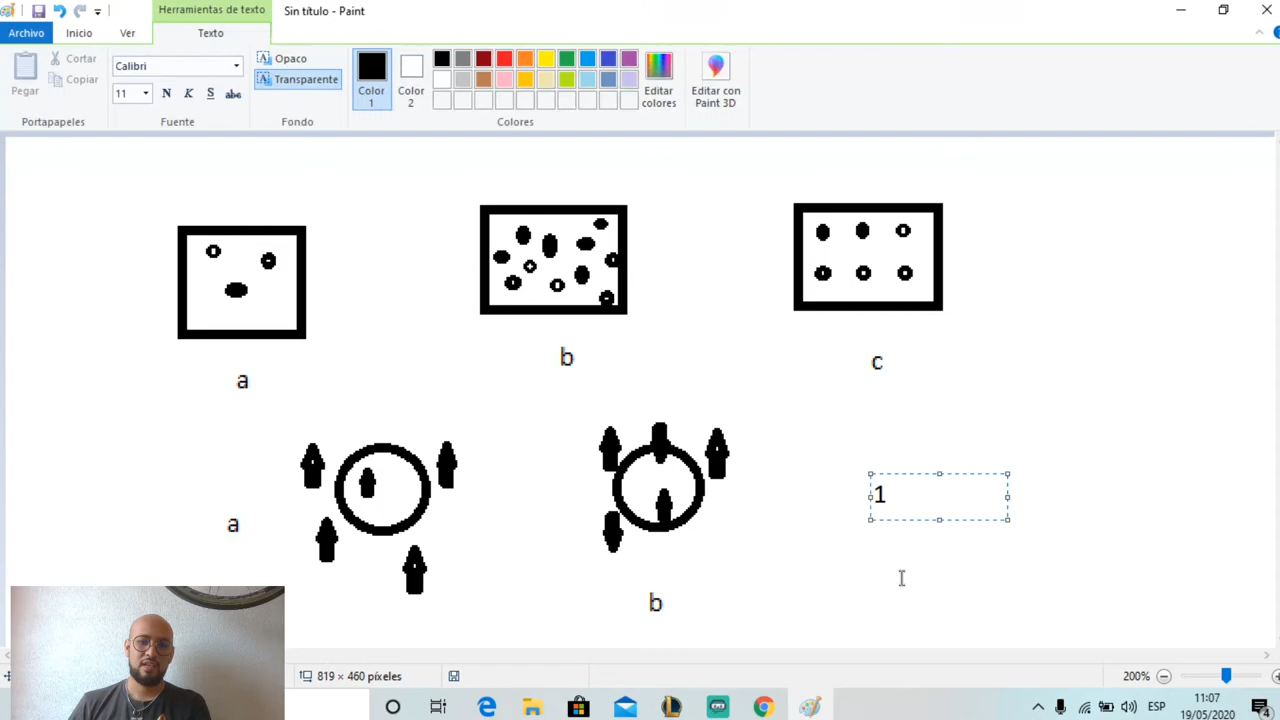 Herramientas de texto
Sin título - Paint
Archivo
Inicio
Ver
Texto
Pegar
Cortar
Copiar
Portapapeles
Calibri
11
N K S abc
Fuente
Opaco
Transparente
Fondo
Color 1
Color 2
Editar colores
Colores
Editar con Paint 3D
a
b
c
a
b
1
819 × 460 píxeles
200%
ESP
11:07
19/05/2020
4